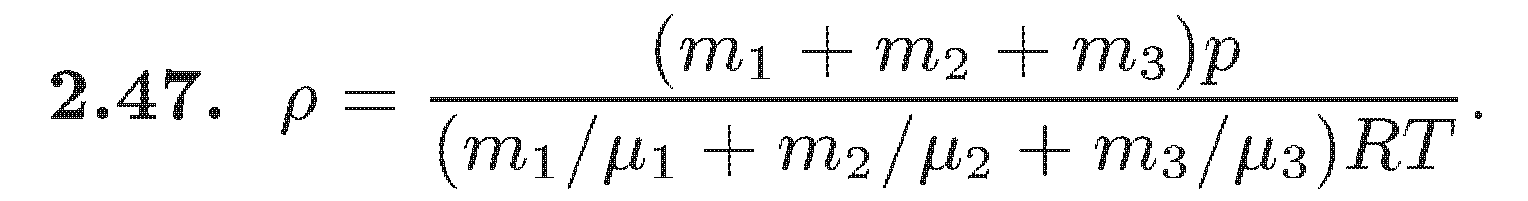 2.47. ρ = (m₁ + m₂ + m₃)p / (m₁/μ₁ + m₂/μ₂ + m₃/μ₃)RT.